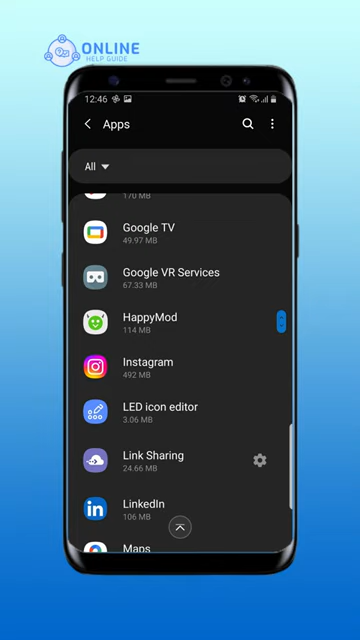 ONLINE
HELP GUIDE
12:46
Apps
All
170 MB
Google TV
49.97 MB
Google VR Services
67.33 MB
HappyMod
114 MB
Instagram
492 MB
LED icon editor
3.06 MB
Link Sharing
24.66 MB
LinkedIn
106 MB
Maps